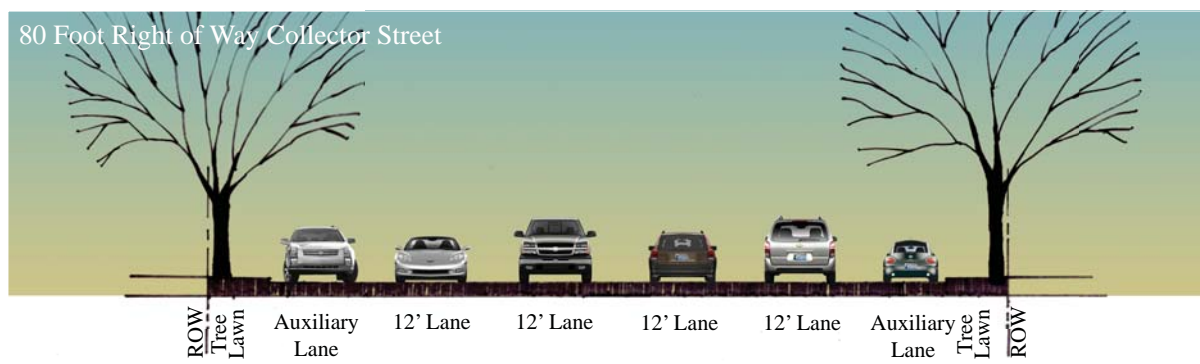 80 Foot Right of Way Collector Street
ROW
Tree
Lawn
Auxiliary
Lane
12’ Lane
12’ Lane
12’ Lane
12’ Lane
Auxiliary
Lane
Tree
Lawn
ROW